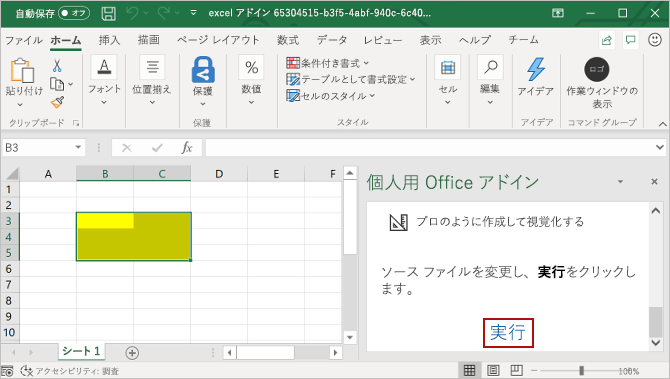 自動保存 オフ excel アドイン 65304515-b3f5-4abf-940c-6c40...
ファイル ホーム 挿入 描画 ページ レイアウト 数式 データ レビュー 表示 ヘルプ チーム
貼り付け
クリップボード
フォント
配置揃え
保護
保護
数値
条件付き書式
テーブルとして書式設定
セルのスタイル
スタイル
セル
編集
アイデア
アイデア
ロゴ
作業ウィンドウの
表示
コマンド グループ
B3 fx
A B C D E F
1
2
3
4
5
6
7
8
9
10
シート 1
個人用 Office アドイン
プロのように作成して視覚化する
ソース ファイルを変更し、実行をクリックし
ます。
実行
アクセシビリティ: 調査
100%